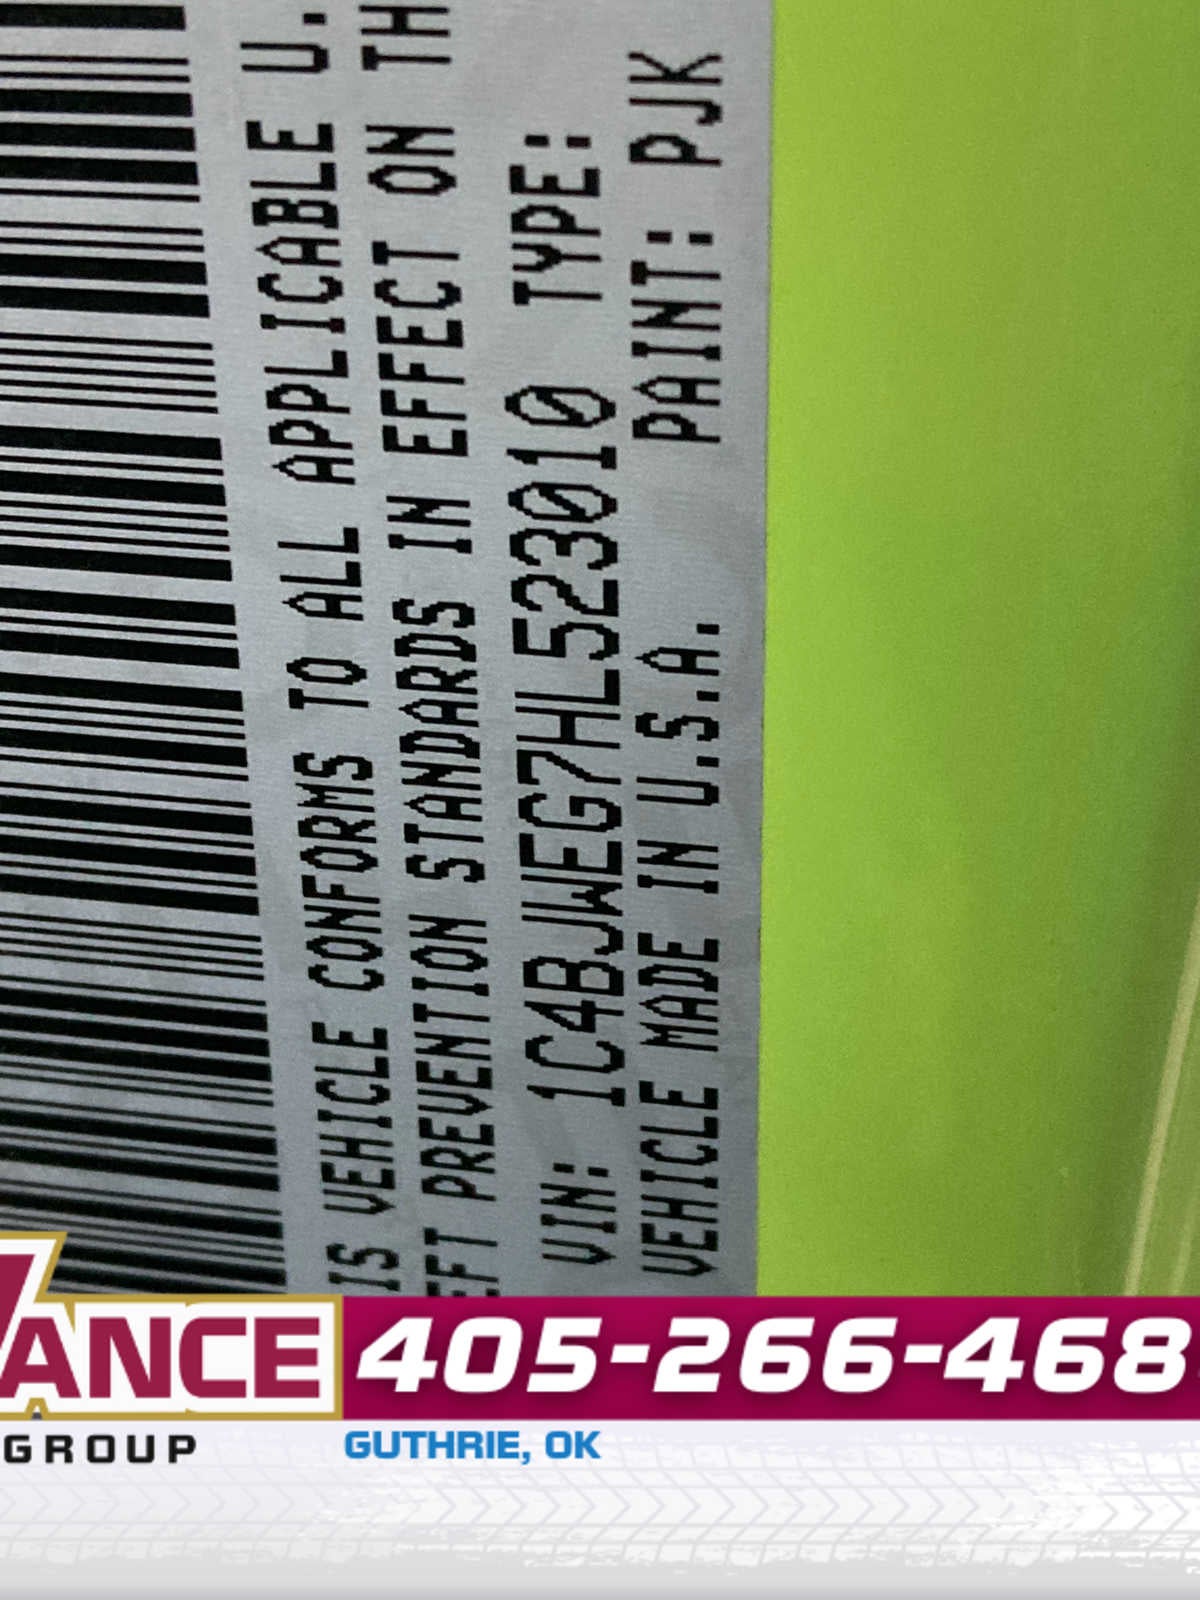 IS VEHICLE CONFORMS TO ALL APPLICABLE U.
EFT PREVENTION STANDARDS IN EFFECT ON TH
VIN: 1C4BJWEG7HL523010 TYPE:
VEHICLE MADE IN U.S.A. PAINT: PJK
VANCE
GROUP
405-266-468
GUTHRIE, OK